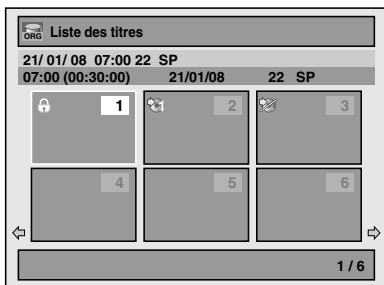 ORG Liste des titres
21/ 01/ 08 07:00 22 SP
07:00 (00:30:00) 21/01/08 22 SP
1 1 2 3
4 5 6
1 / 6